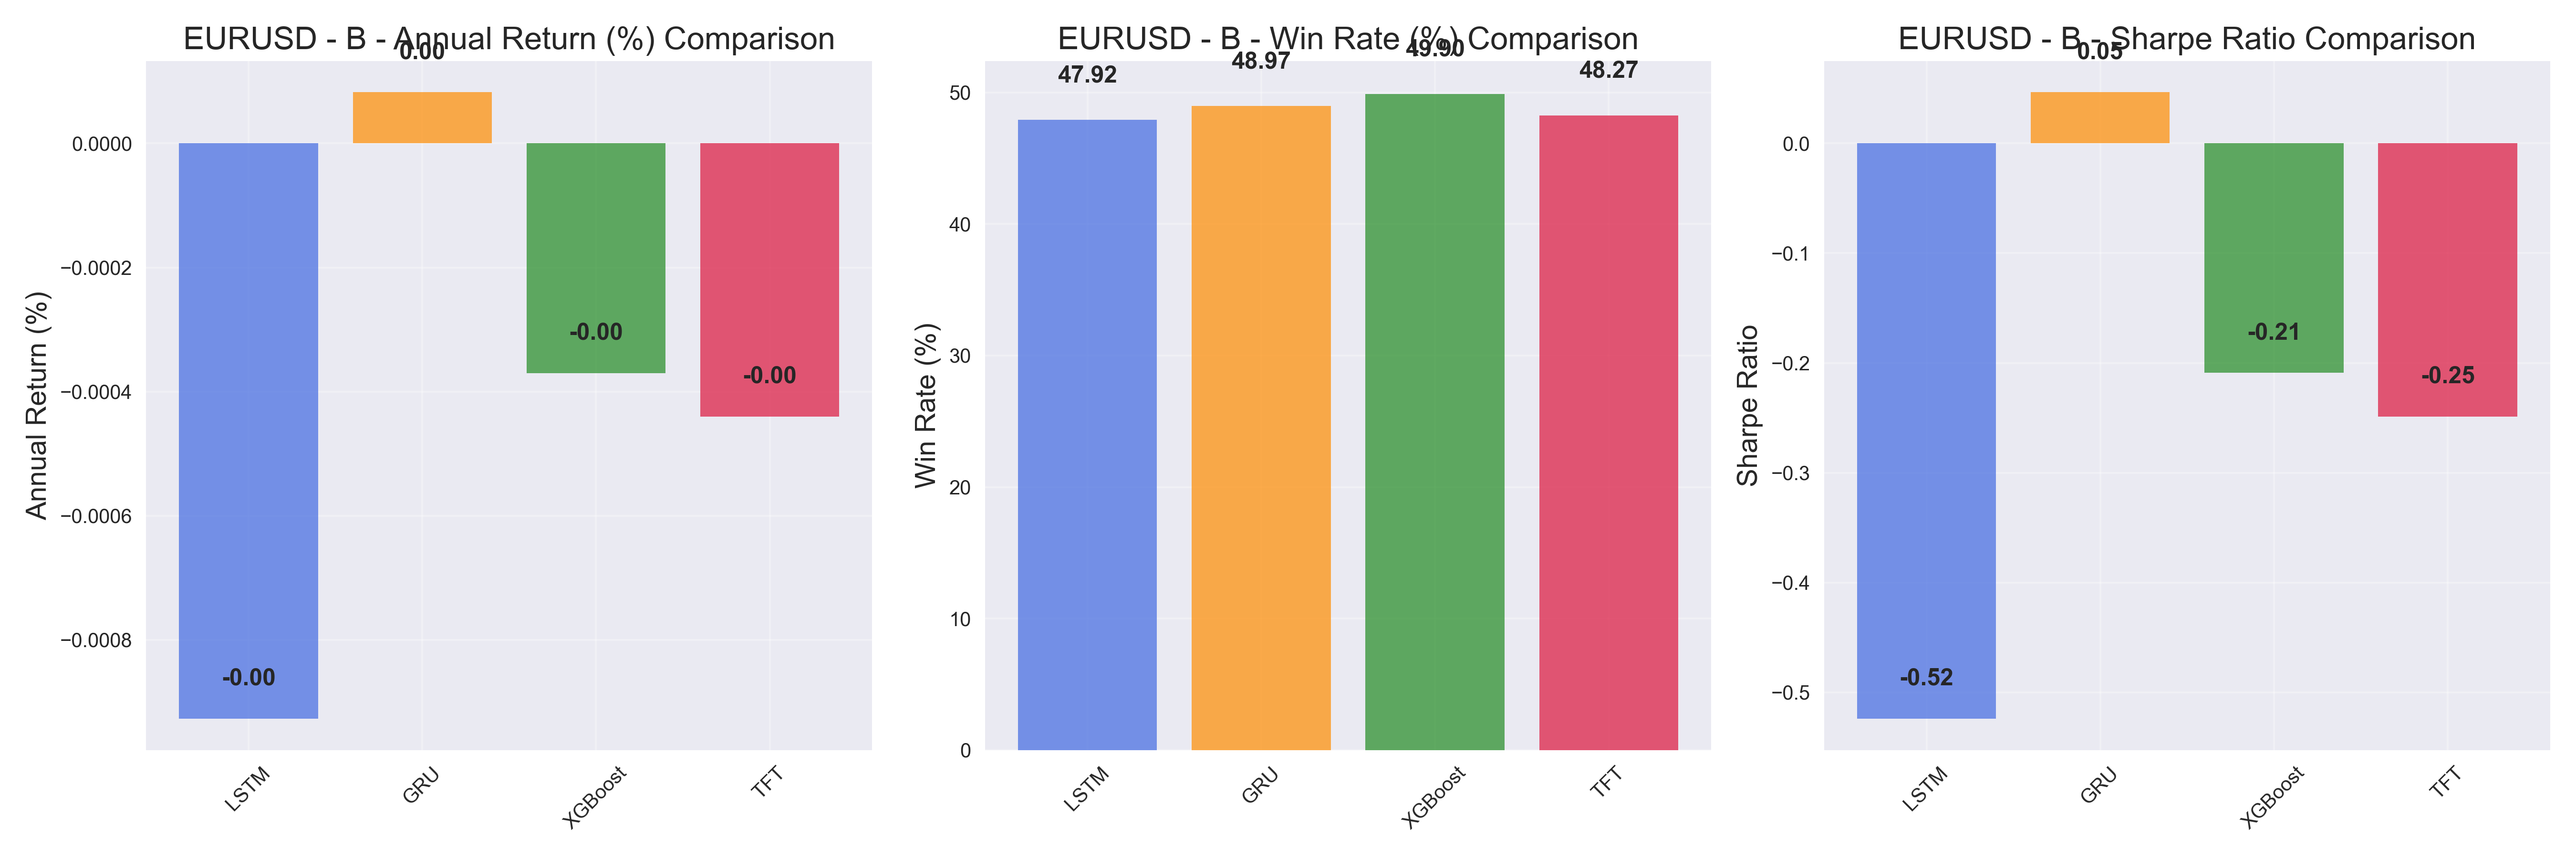 EURUSD - B - Annual Return (%) Comparison
0.00
0.0000
−0.0002
−0.0004
−0.0006
−0.0008
Annual Return (%)
-0.00
-0.00
-0.00
LSTM
GRU
XGBoost
TFT
EURUSD - B - Win Rate (%) Comparison
47.92
48.97
49.90
48.27
50
40
30
20
10
0
Win Rate (%)
LSTM
GRU
XGBoost
TFT
EURUSD - B - Sharpe Ratio Comparison
0.05
0.0
−0.1
−0.2
−0.3
−0.4
−0.5
Sharpe Ratio
-0.52
-0.21
-0.25
LSTM
GRU
XGBoost
TFT